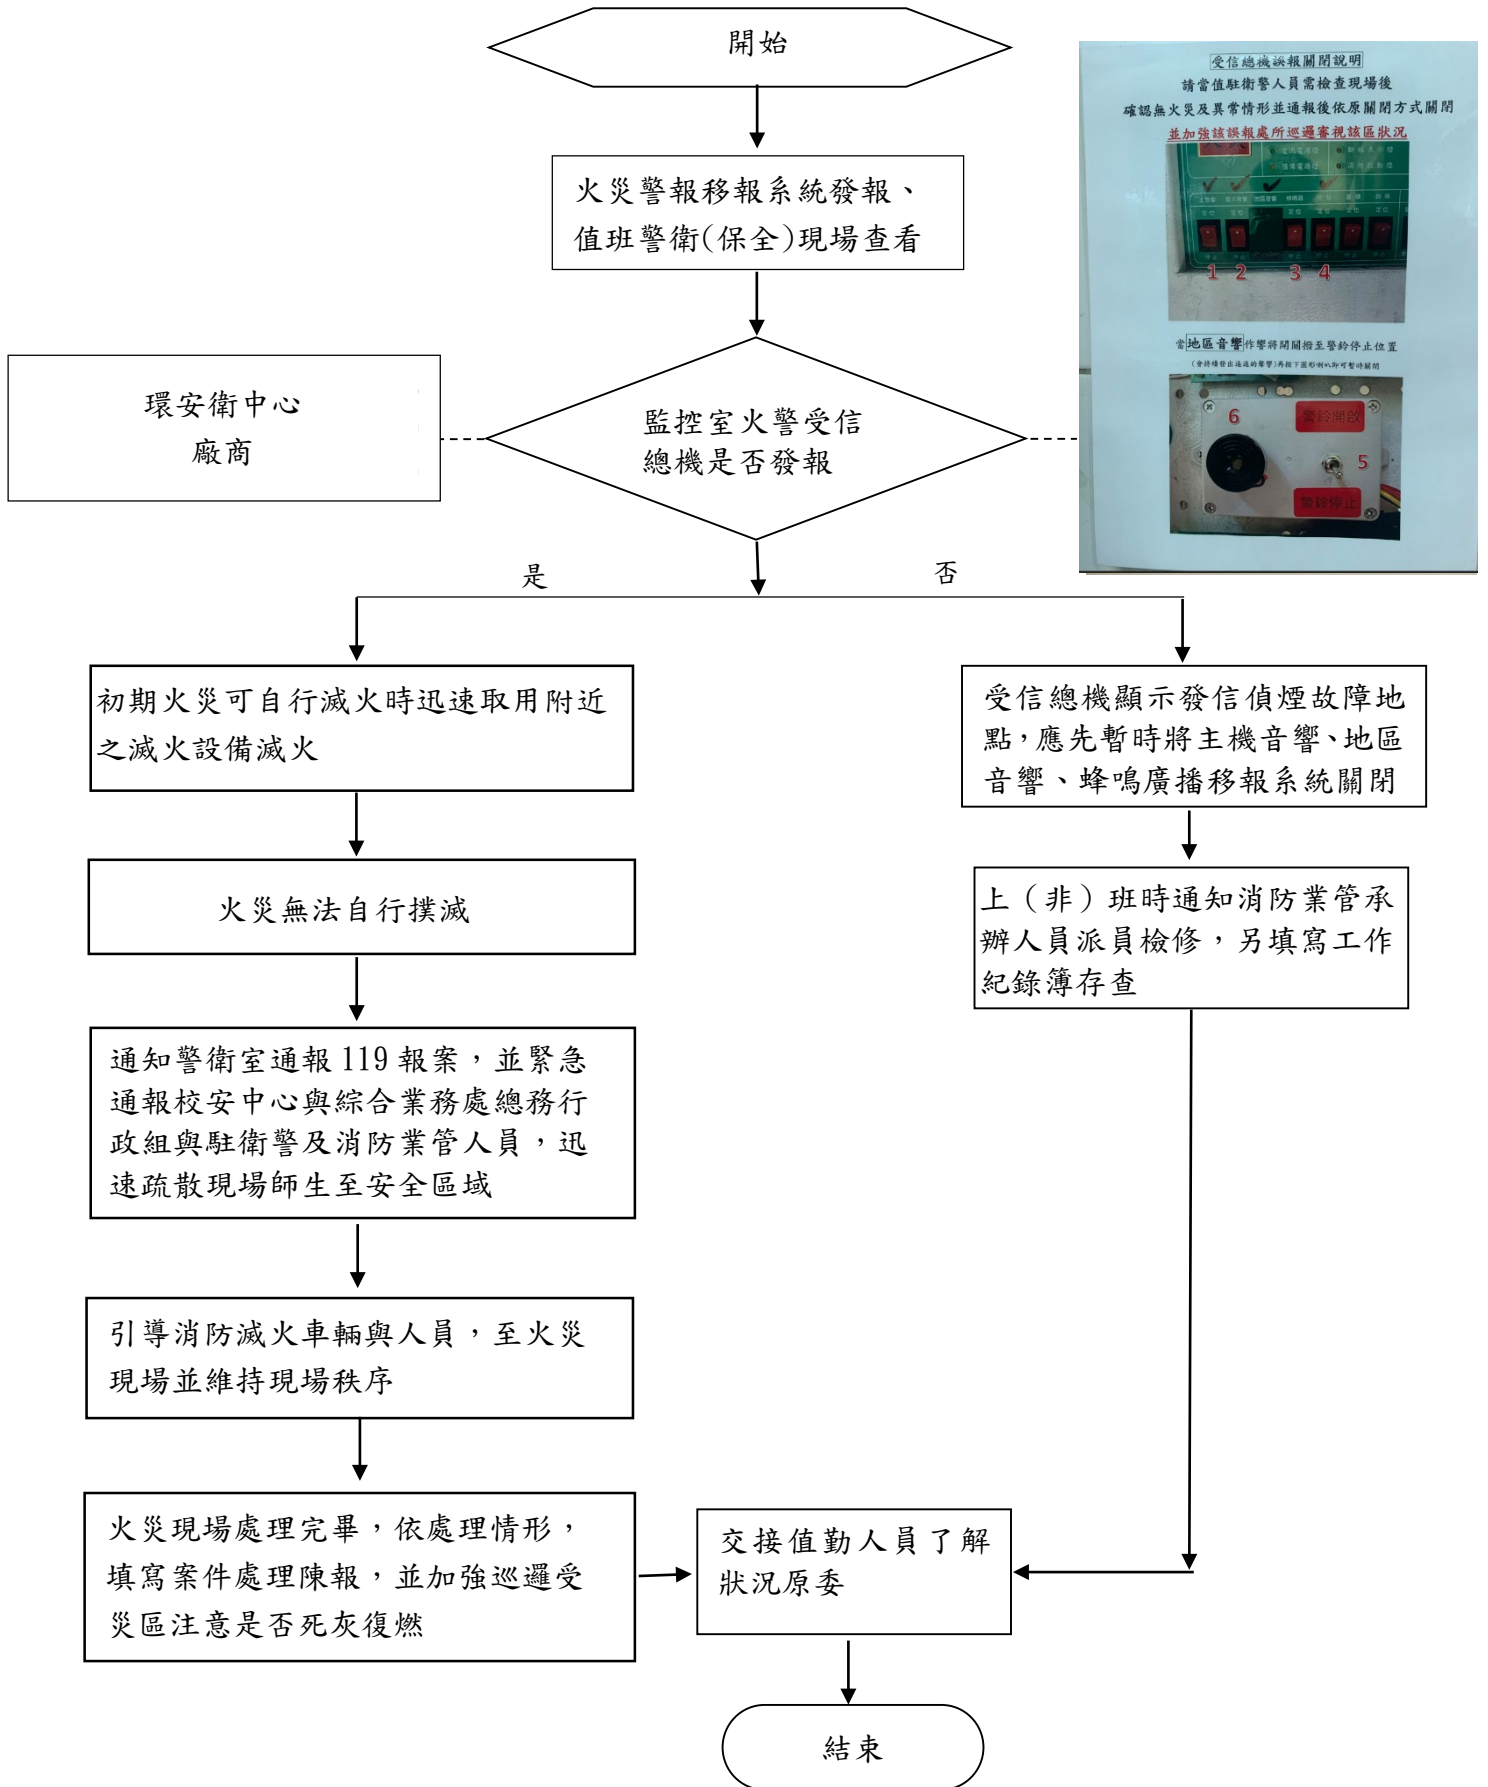 開始
受信總機誤報關閉說明
請當值駐衛警人員需檢查現場後
確認無火災及異常情形並通報後依原關閉方式關閉
並加強該誤報處所巡邏審視該區狀況
1 2 3 4
當地區音響作響將開關撥至警鈴停止位置
6
警鈴開啟
5
警鈴停止
火災警報移報系統發報、
值班警衛(保全)現場查看
環安衛中心
廠商
監控室火警受信
總機是否發報
是
否
初期火災可自行滅火時迅速取用附近
之滅火設備滅火
火災無法自行撲滅
通知警衛室通報 119 報案，並緊急
通報校安中心與綜合業務處總務行
政組與駐衛警及消防業管人員，迅
速疏散現場師生至安全區域
引導消防滅火車輛與人員，至火災
現場並維持現場秩序
火災現場處理完畢，依處理情形，
填寫案件處理陳報，並加強巡邏受
災區注意是否死灰復燃
受信總機顯示發信偵煙故障地
點，應先暫時將主機音響、地區
音響、蜂鳴廣播移報系統關閉
上（非）班時通知消防業管承
辦人員派員檢修，另填寫工作
紀錄簿存查
交接值勤人員了解
狀況原委
結束